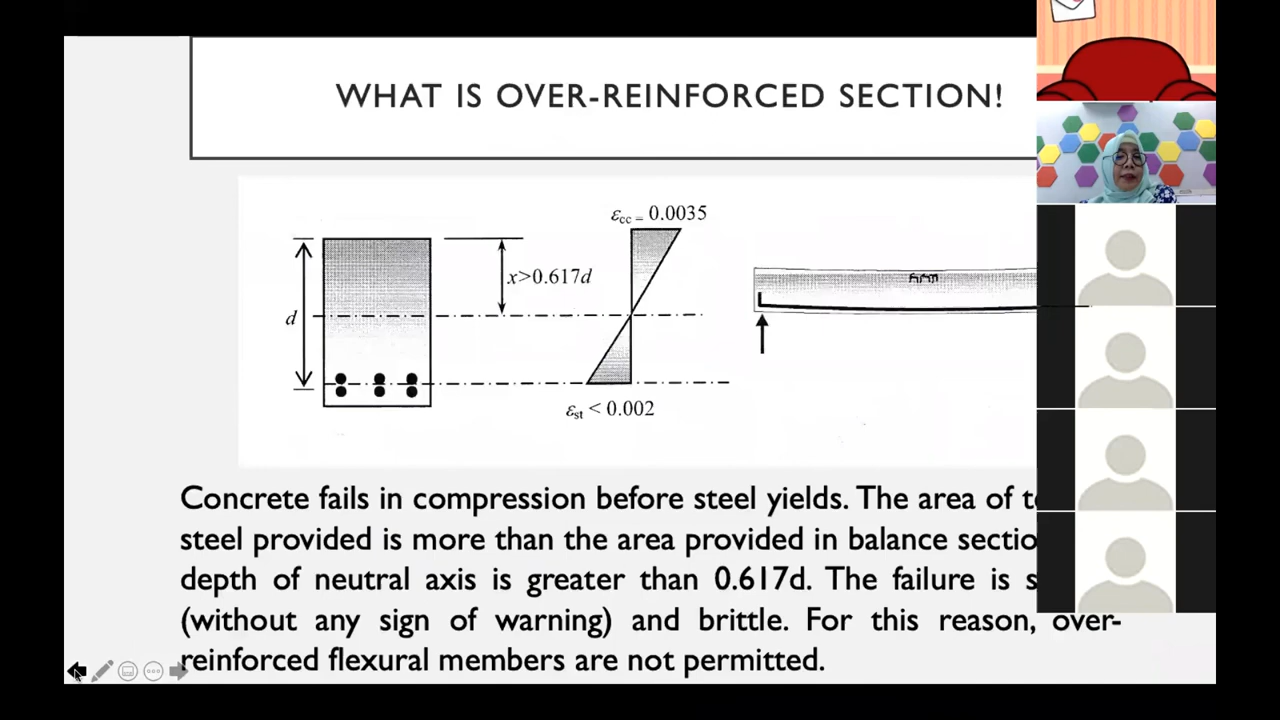 WHAT IS OVER-REINFORCED SECTION!
εcc = 0.0035
x>0.617d
d
εst < 0.002
Concrete fails in compression before steel yields. The area of
steel provided is more than the area provided in balance
depth of neutral axis is greater than 0.617d. The failure is
(without any sign of warning) and brittle. For this reason, over-
reinforced flexural members are not permitted.